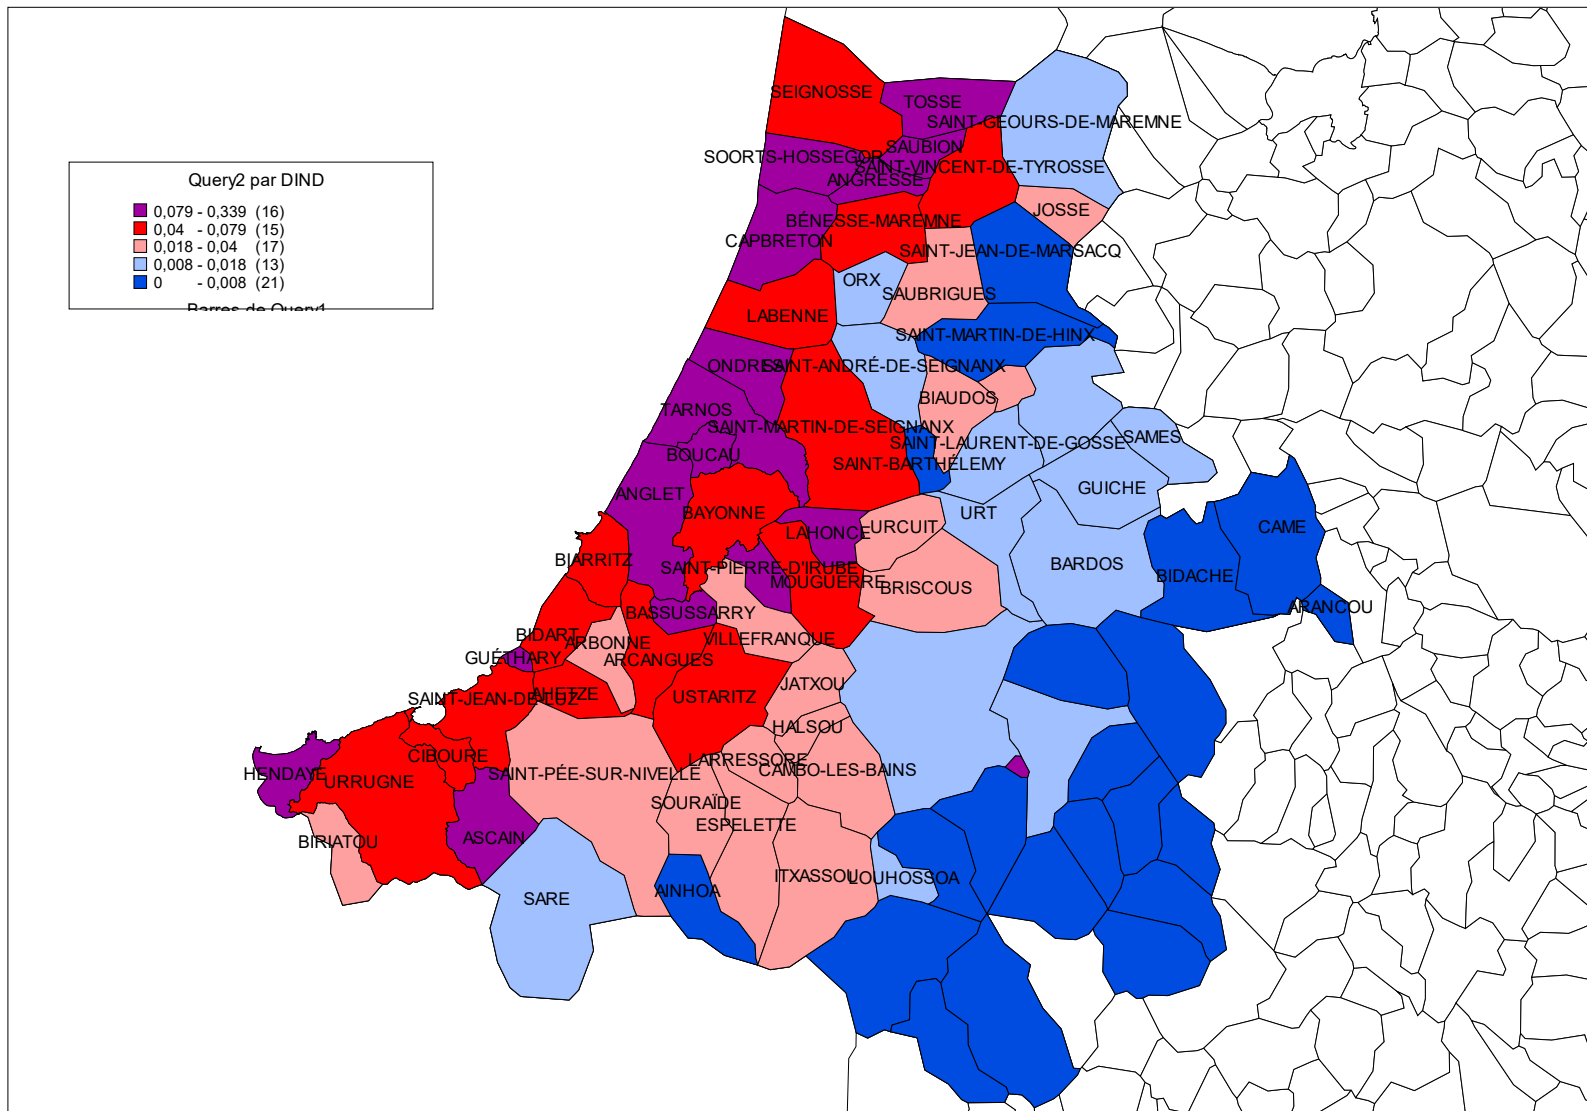 SEIGNOSSE
TOSSE
SAINT-GEOURS-DE-MAREMNE
SAUBION
SOORTS-HOSSEGOR
SAINT-VINCENT-DE-TYROSSE
ANGRESSE
Query2 par DIND
0,079 - 0,339 (16)
0,04 - 0,079 (15)
0,018 - 0,04 (17)
0,008 - 0,018 (13)
0 - 0,008 (21)
Barres de Query1
JOSSE
BÉNESSE-MAREMNE
CAPBRETON
SAINT-JEAN-DE-MARSACQ
ORX
SAUBRIGUES
LABENNE
SAINT-MARTIN-DE-HINX
ONDRES
SAINT-ANDRÉ-DE-SEIGNANX
BIAUDOS
TARNOS
SAINT-MARTIN-DE-SEIGNANX
SAMES
SAINT-LAURENT-DE-GOSSE
BOUCAU
SAINT-BARTHÉLEMY
GUICHE
ANGLET
BAYONNE
URT
URCUIT
CAME
LAHONCE
BIARRITZ
BARDOS
SAINT-PIERRE-D'IRUBE
BIDACHE
MOUGUERRE
BRISCOUS
ARANCOU
BASSUSSARRY
BIDART
ARBONNE
VILLEFRANQUE
GUÉTHARY
ARCANGUES
JATXOU
AHETZE
SAINT-JEAN-DE-LUZ
USTARITZ
HALSOU
CIBOURE
LARRESSORE
HENDAYE
SAINT-PÉE-SUR-NIVELLE
CAMBO-LES-BAINS
URRUGNE
SOURAÏDE
ESPELETTE
BIRIATOU
ASCAIN
ITXASSOU
LOUHOSSOA
AINHOA
SARE